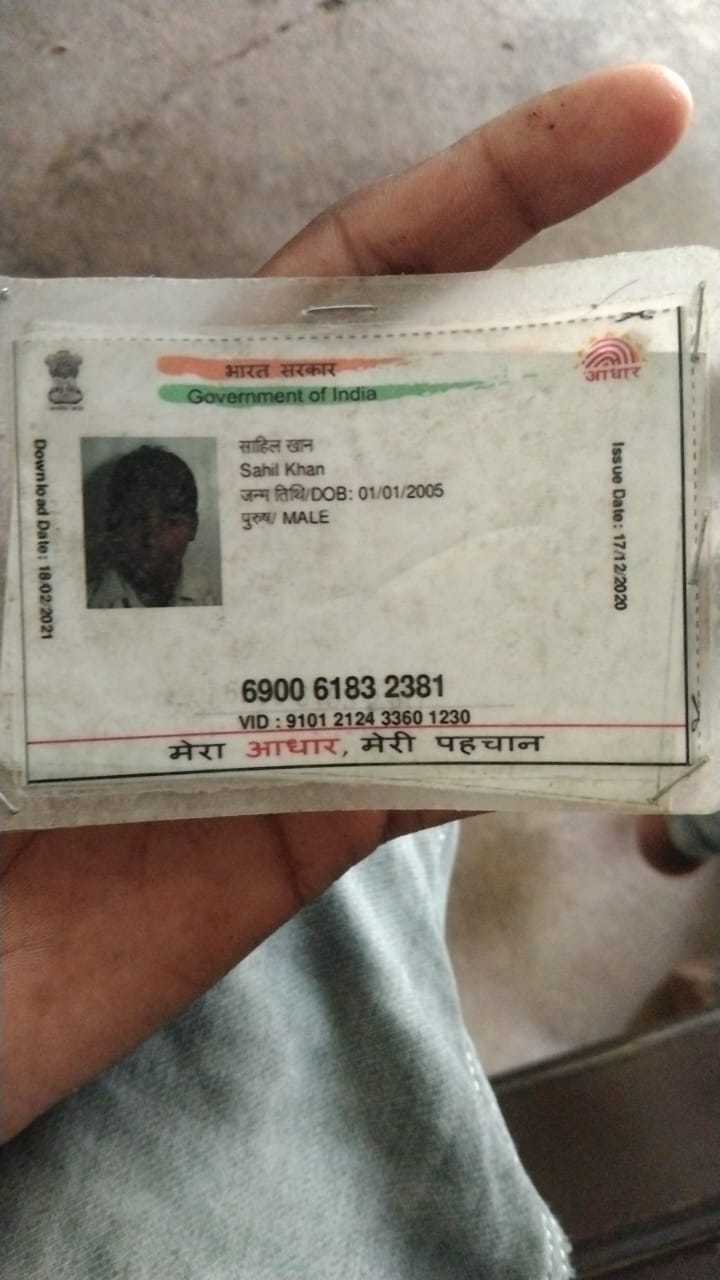 भारत सरकार
Government of India
आधार
साहिल खान
Sahil Khan
जन्म तिथि/DOB: 01/01/2005
पुरुष/ MALE
Download Date: 18/02/2021
Issue Date: 17/12/2020
6900 6183 2381
VID : 9101 2124 3360 1230
मेरा आधार, मेरी पहचान